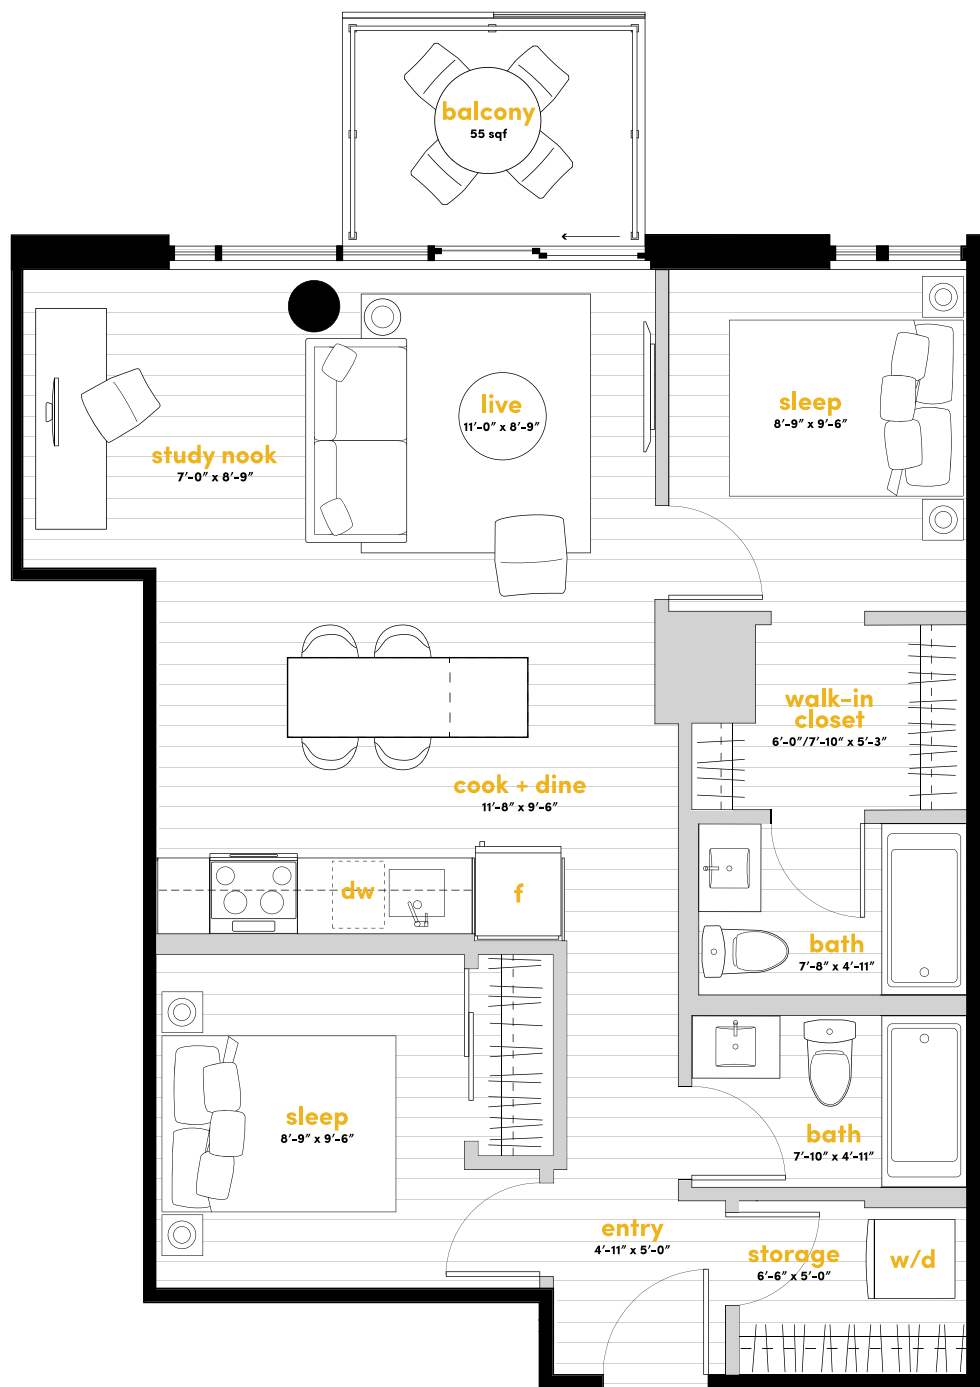 balcony
55 sqf
live
11'-0" x 8'-9"
sleep
8'-9" x 9'-6"
study nook
7'-0" x 8'-9"
walk-in
closet
6'-0"/7'-10" x 5'-3"
cook + dine
11'-8" x 9'-6"
dw
f
bath
7'-8" x 4'-11"
sleep
8'-9" x 9'-6"
bath
7'-10" x 4'-11"
entry
4'-11" x 5'-0"
storage
6'-6" x 5'-0"
w/d